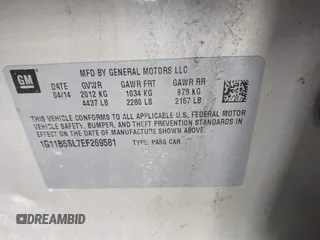 GM
MFD BY GENERAL MOTORS LLC
DATE GVWR GAWR FRT GAWR RR
04/14 2012 KG 1034 KG 978 KG
4437 LB 2280 LB 2157 LB
THIS VEHICLE CONFORMS TO ALL APPLICABLE U.S. FEDERAL MOTOR
VEHICLE SAFETY, BUMPER, AND THEFT PREVENTION STANDARDS IN
EFFECT ON THE DATE OF MANUFACTURE SHOWN ABOVE.
1G11B5SL7EF269581 TYPE: PASS CAR